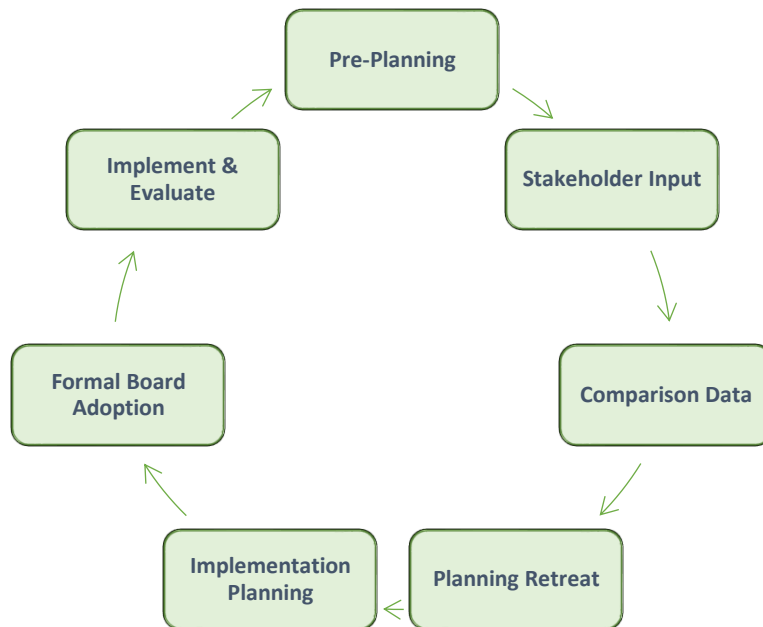 Pre-Planning
Stakeholder Input
Comparison Data
Planning Retreat
Implementation
Planning
Formal Board
Adoption
Implement &
Evaluate